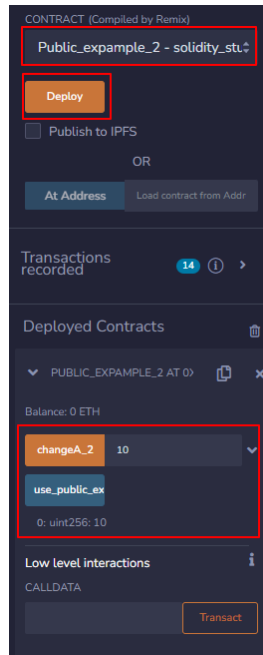 CONTRACT (Compiled by Remix)
Public_expample_2 - solidity_stu
Deploy
Publish to IPFS
OR
At Address Load contract from Addr
Transactions
recorded 14 i
Deployed Contracts
PUBLIC_EXPAMPLE_2 AT 0X
Balance: 0 ETH
changeA_2 10
use_public_ex
0: uint256: 10
Low level interactions i
CALLDATA
Transact